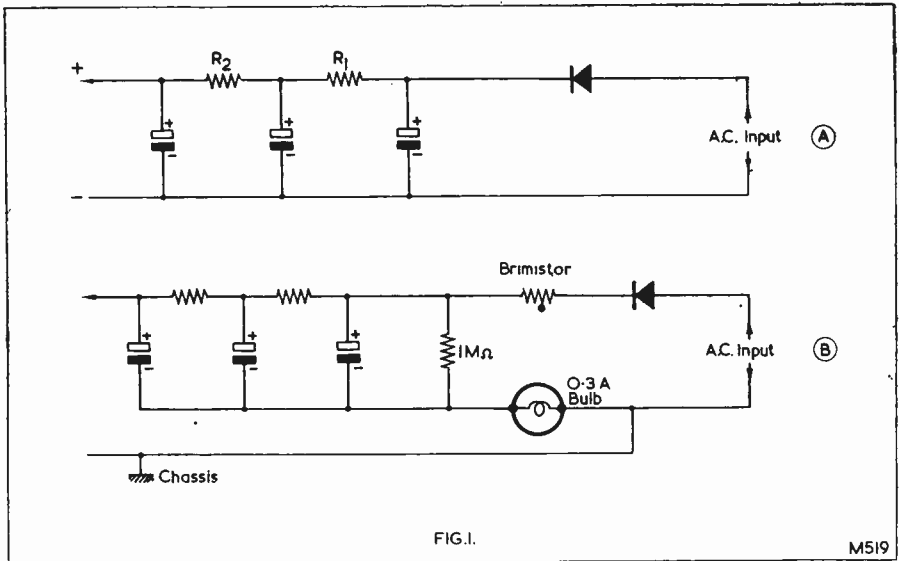 R2 R1
+
+ + +
- - -
A.C. Input A
-
Brimistor
+ + +
- - -
1MΩ
A.C. Input B
0·3 A
Bulb
Chassis
FIG.1.
M519